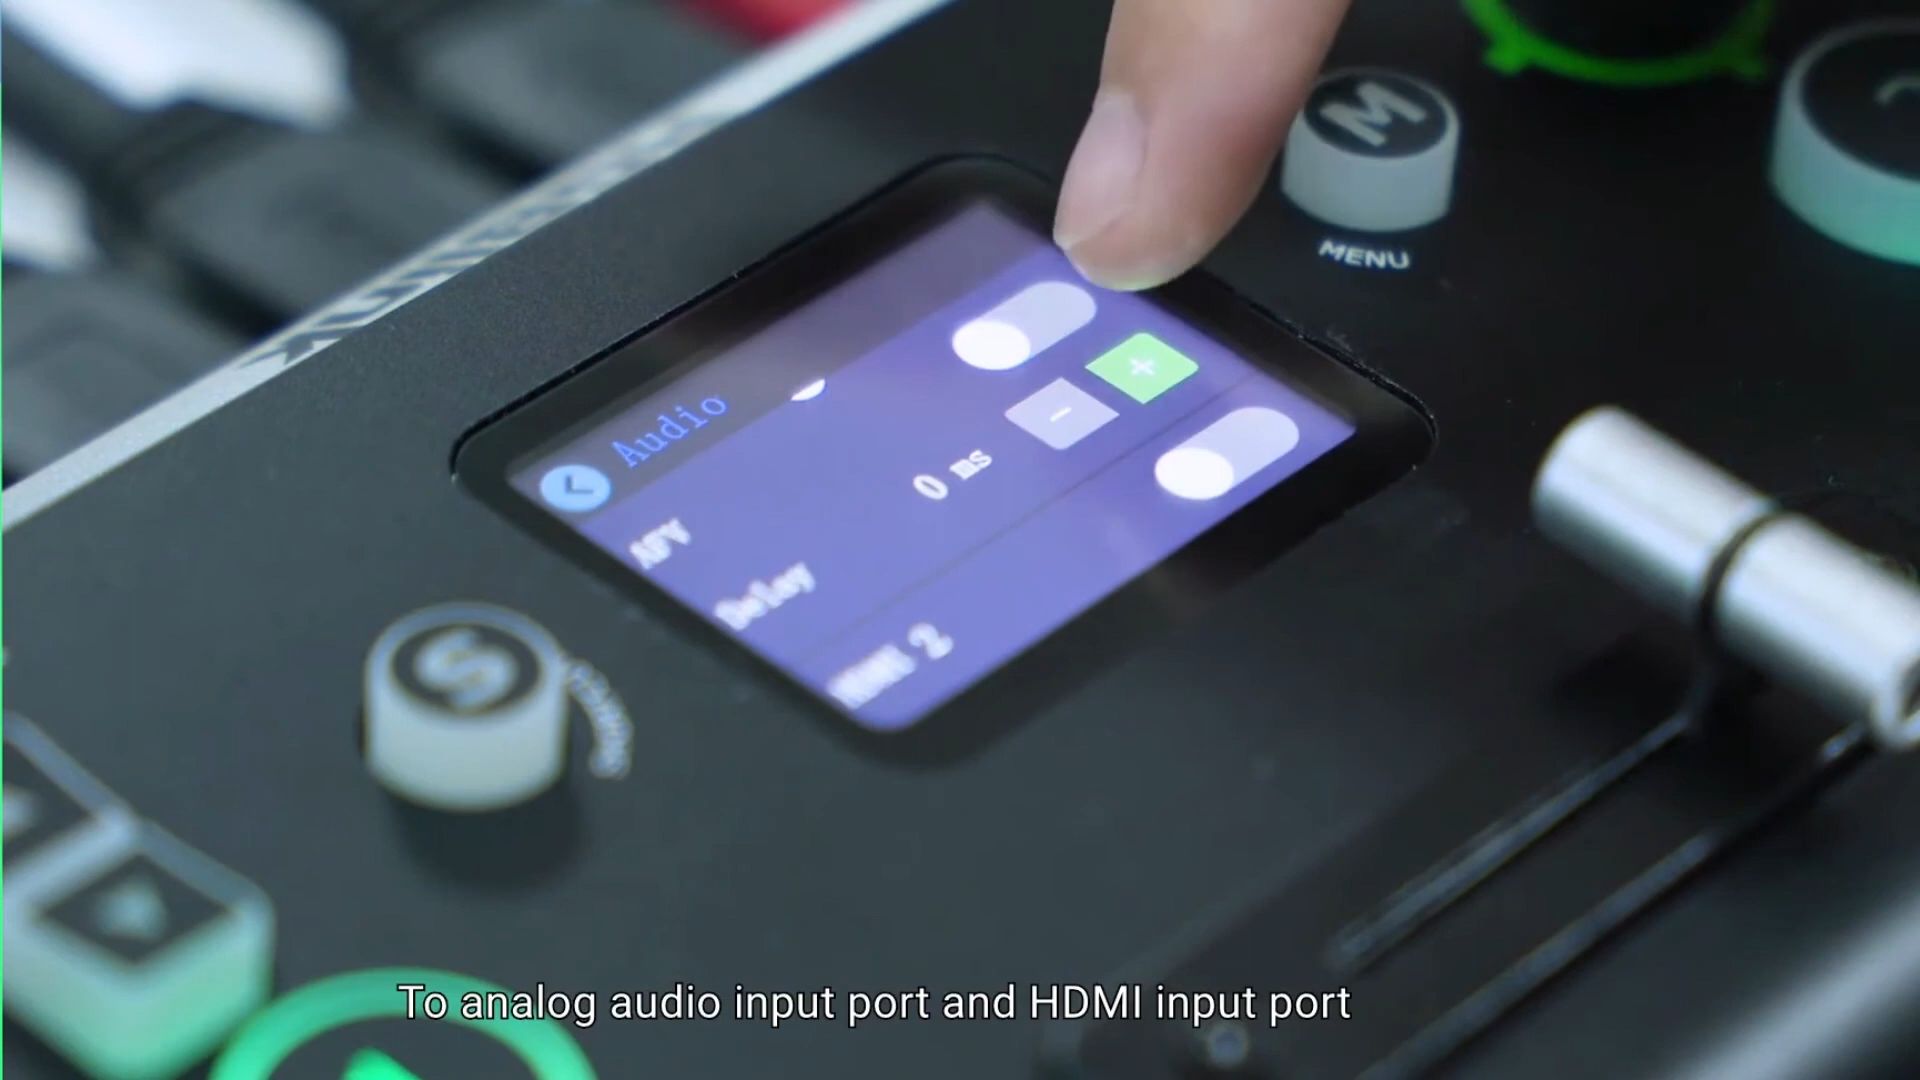 M
MENU
Audio
AFV
Delay
0 ms
-
+
HDMI 2
S
To analog audio input port and HDMI input port